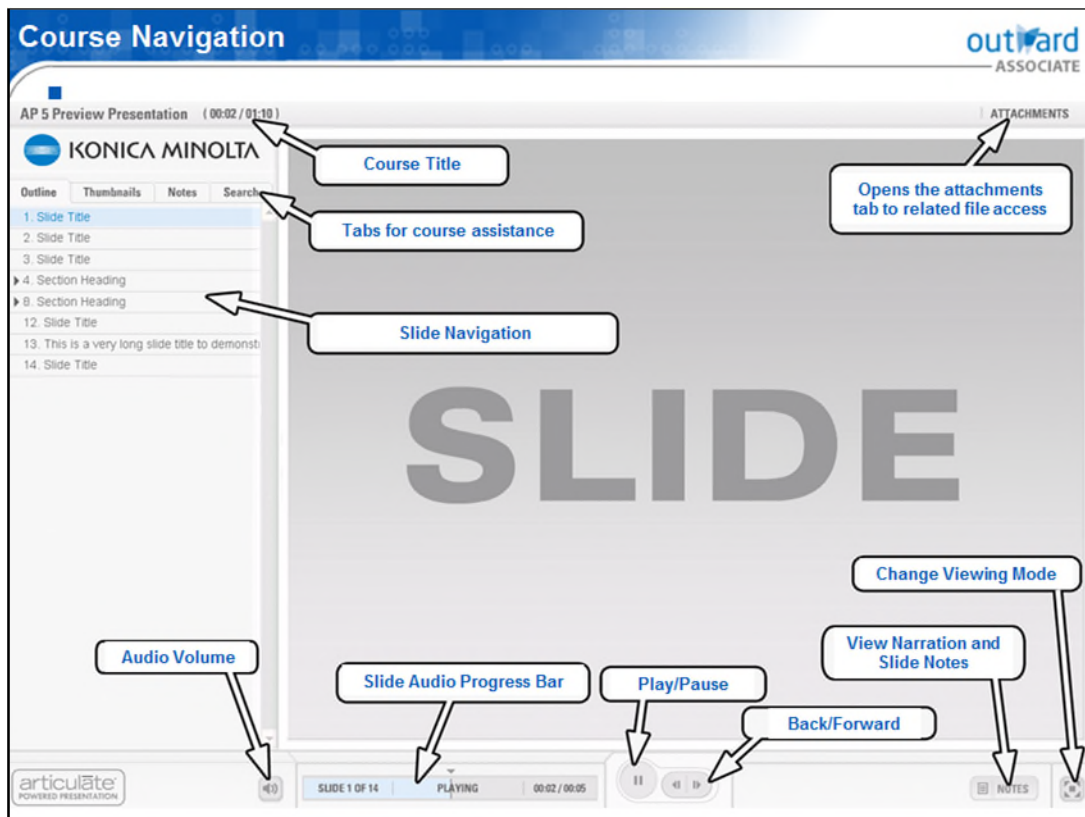 Course Navigation
outward
ASSOCIATE
AP 5 Preview Presentation ( 00:02 / 01:10 )
ATTACHMENTS
KONICA MINOLTA
Course Title
Opens the attachments
tab to related file access
Outline Thumbnails Notes Search
Tabs for course assistance
1. Slide Title
2. Slide Title
3. Slide Title
4. Section Heading
8. Section Heading
Slide Navigation
12. Slide Title
13. This is a very long slide title to demonst
14. Slide Title
SLIDE
Change Viewing Mode
Audio Volume
View Narration and
Slide Notes
Slide Audio Progress Bar
Play/Pause
Back/Forward
articulate
POWERED PRESENTATION
SLIDE 1 OF 14 PLAYING 00:02 / 00:05
NOTES